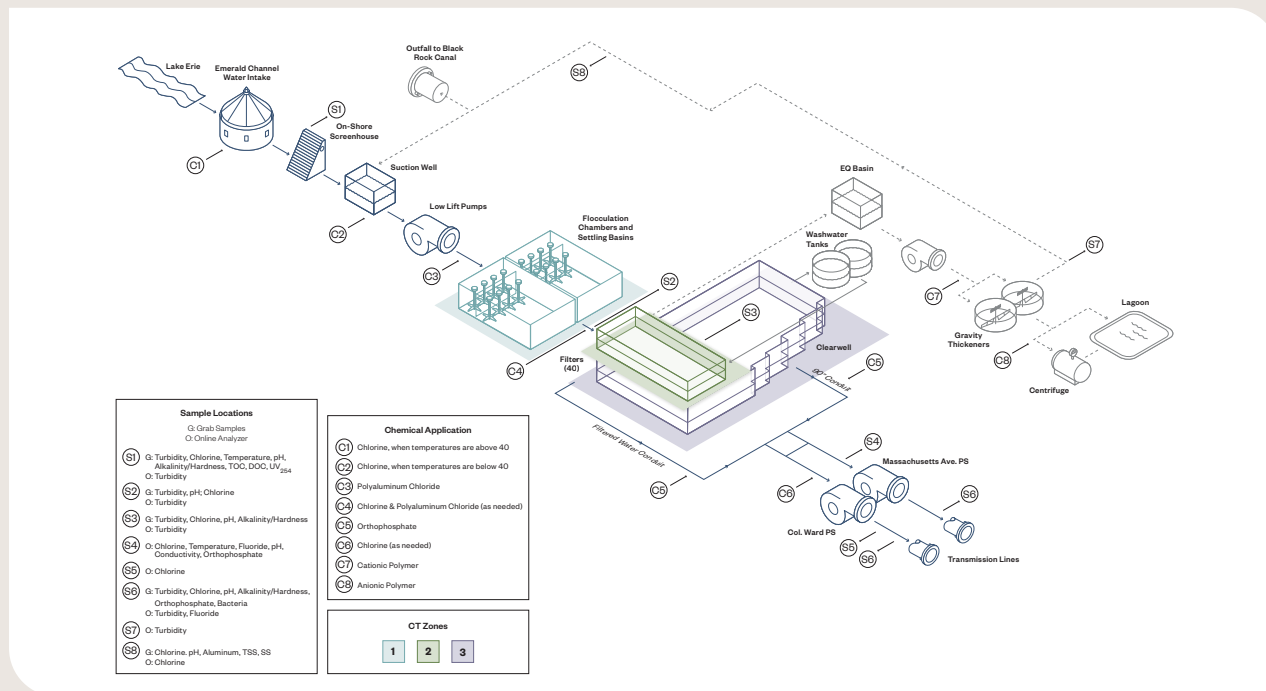 Lake Erie
Emerald Channel
Water Intake
Outfall to Black
Rock Canal
S8
S1
On-Shore
Screenhouse
C1
Suction Well
EQ Basin
C2
Low Lift Pumps
Flocculation
Chambers and
Settling Basins
Washwater
Tanks
S7
C3
S2
C7
Lagoon
S3
Gravity
Thickeners
C8
Clearwell
C4
Filters
(40)
C5
90" Conduit
Centrifuge
Filtered Water Conduit
S4
Massachusetts Ave. PS
C5
C6
S6
Col. Ward PS
S5
S6
Transmission Lines
Sample Locations
G: Grab Samples
O: Online Analyzer
S1 G: Turbidity, Chlorine, Temperature, pH,
Alkalinity/Hardness, TOC, DOC, UV254
O: Turbidity
S2 G: Turbidity, pH; Chlorine
O: Turbidity
S3 G: Turbidity, Chlorine, pH, Alkalinity/Hardness
O: Turbidity
S4 O: Chlorine, Temperature, Fluoride, pH,
Conductivity, Orthophosphate
S5 O: Chlorine
S6 G: Turbidity, Chlorine, pH, Alkalinity/Hardness,
Orthophosphate, Bacteria
O: Turbidity, Fluoride
S7 O: Turbidity
S8 G: Chlorine. pH, Aluminum, TSS, SS
O: Chlorine
Chemical Application
C1 Chlorine, when temperatures are above 40
C2 Chlorine, when temperatures are below 40
C3 Polyaluminum Chloride
C4 Chlorine & Polyaluminum Chloride (as needed)
C5 Orthophosphate
C6 Chlorine (as needed)
C7 Cationic Polymer
C8 Anionic Polymer
CT Zones
1 2 3